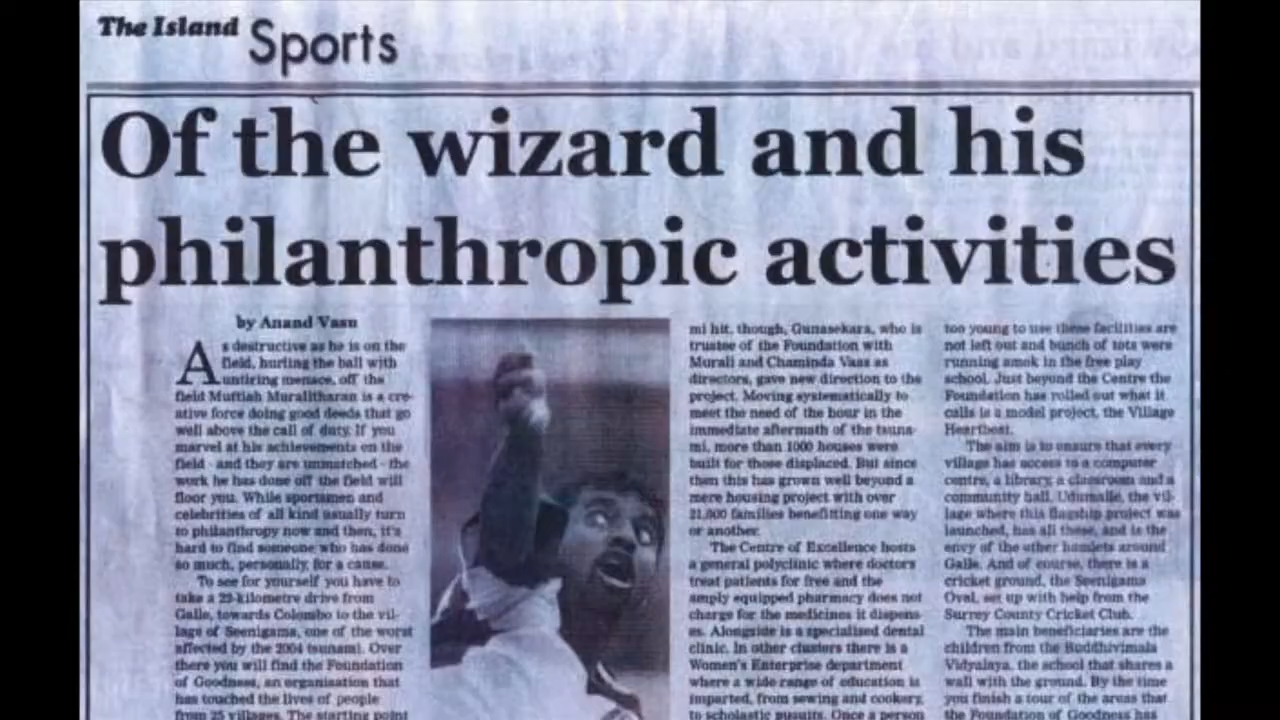 The Island Sports
Of the wizard and his
philanthropic activities
by Anand Vasu
As destructive as he is on the
field, hurling the ball with
untiring menace, off the
field Muttiah Muralitharan is a cre-
ative force doing good deeds that go
well above the call of duty. If you
marvel at his achievements on the
field - and they are unmatched - the
work he has done off the field will
floor you. While sportsmen and
celebrities of all kind usually turn
to philanthropy now and then, it's
hard to find someone who has done
so much, personally, for a cause.
To see for yourself you have to
take a 22-kilometre drive from
Galle, towards Colombo to the vil-
lage of Seenigama, one of the worst
affected by the 2004 tsunami. Over
there you will find the Foundation
of Goodness, an organisation that
has touched the lives of people
from 25 villages. The starting point
mi hit, though, Gunasekara, who is
trustee of the Foundation with
Murali and Chaminda Vaas as
directors, gave new direction to the
project. Moving systematically to
meet the need of the hour in the
immediate aftermath of the tsuna-
mi, more than 1000 houses were
built for those displaced. But since
then this has grown well beyond a
mere housing project with over
21,000 families benefitting one way
or another.
The Centre of Excellence hosts
a general polyclinic where doctors
treat patients for free and the
amply equipped pharmacy does not
charge for the medicines it dispens-
es. Alongside is a specialised dental
clinic. In other clusters there is a
Women's Enterprise department
where a wide range of education is
imparted, from sewing and cookery,
to scholastic pusuits. Once a person
too young to use these facilities are
not left out and bunch of tots were
running amok in the free play
school. Just beyond the Centre the
Foundation has rolled out what it
calls is a model project, the Village
Heartbeat.
The aim is to ensure that every
village has access to a computer
centre, a library, a classroom and a
community hall. Udumulle, the vil-
lage where this flagship project was
launched, has all these, and is the
envy of the other hamlets around
Galle. And of course, there is a
cricket ground, the Seenigama
Oval, set up with help from the
Surrey County Cricket Club.
The main beneficiaries are the
children from the Buddhivimala
Vidyalaya, the school that shares a
wall with the ground. By the time
you finish a tour of the areas that
the Foundation of Goodness has